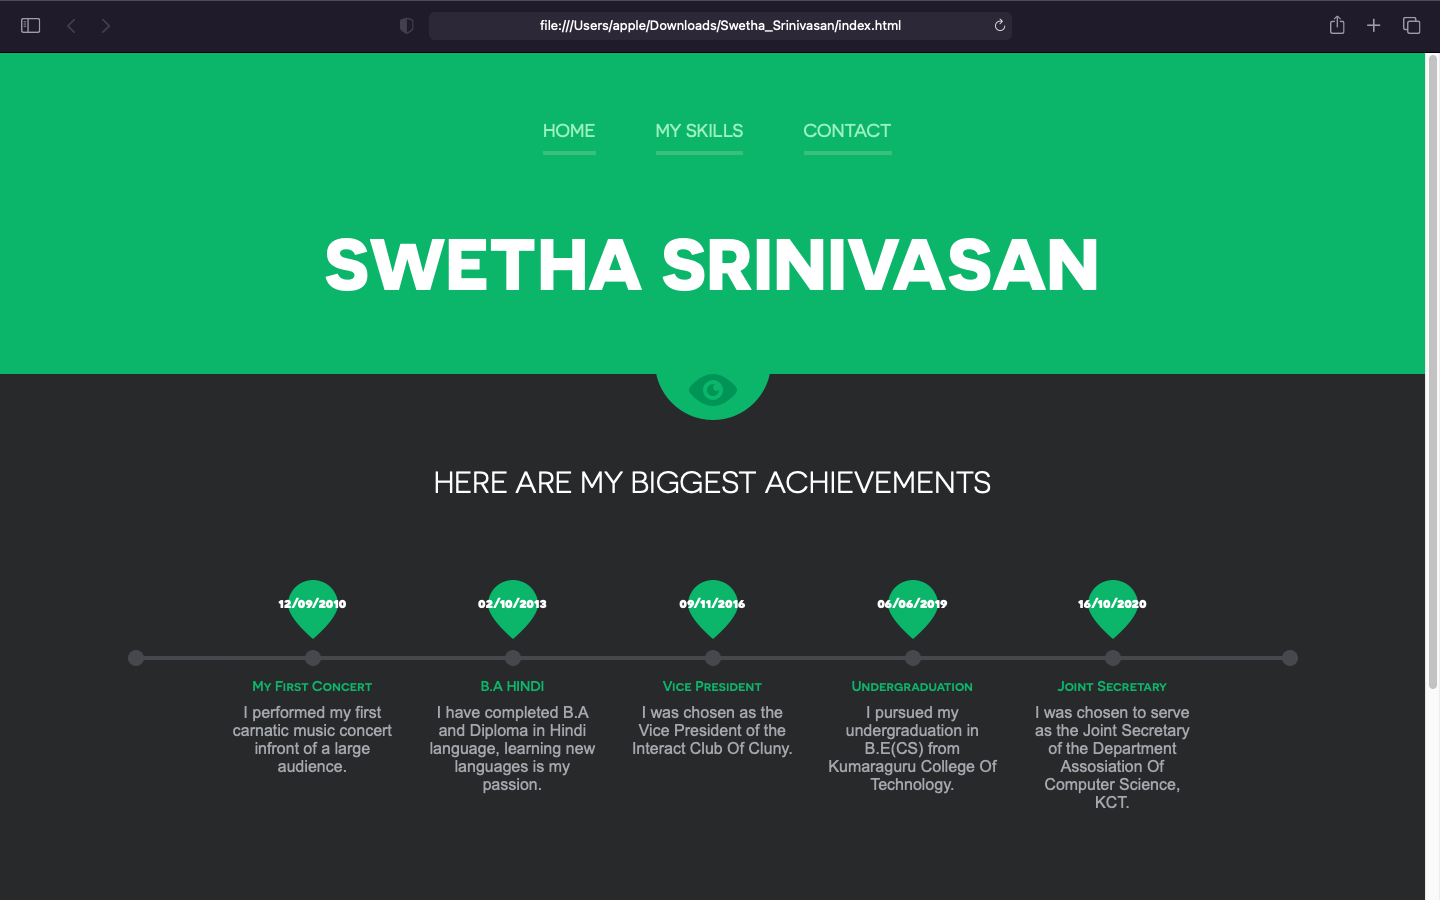 file:///Users/apple/Downloads/Swetha_Srinivasan/index.html
HOME MY SKILLS CONTACT
SWETHA SRINIVASAN
HERE ARE MY BIGGEST ACHIEVEMENTS
12/09/2010
My First Concert
I performed my first
carnatic music concert
infront of a large
audience.
02/10/2013
B.A HINDI
I have completed B.A
and Diploma in Hindi
language, learning new
languages is my
passion.
09/11/2016
Vice President
I was chosen as the
Vice President of the
Interact Club Of Cluny.
06/06/2019
Undergraduation
I pursued my
undergraduation in
B.E(CS) from
Kumaraguru College Of
Technology.
16/10/2020
Joint Secretary
I was chosen to serve
as the Joint Secretary
of the Department
Assosiation Of
Computer Science,
KCT.